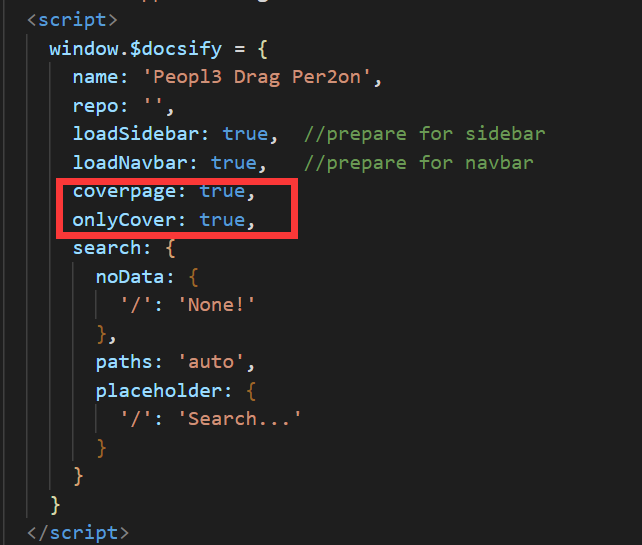 <script>
window.$docsify = {
name: 'Peopl3 Drag Per2on',
repo: '',
loadSidebar: true,  //prepare for sidebar
loadNavbar: true,   //prepare for navbar
coverpage: true,
onlyCover: true,
search: {
noData: {
'/': 'None!'
},
paths: 'auto',
placeholder: {
'/': 'Search...'
}
}
}
</script>